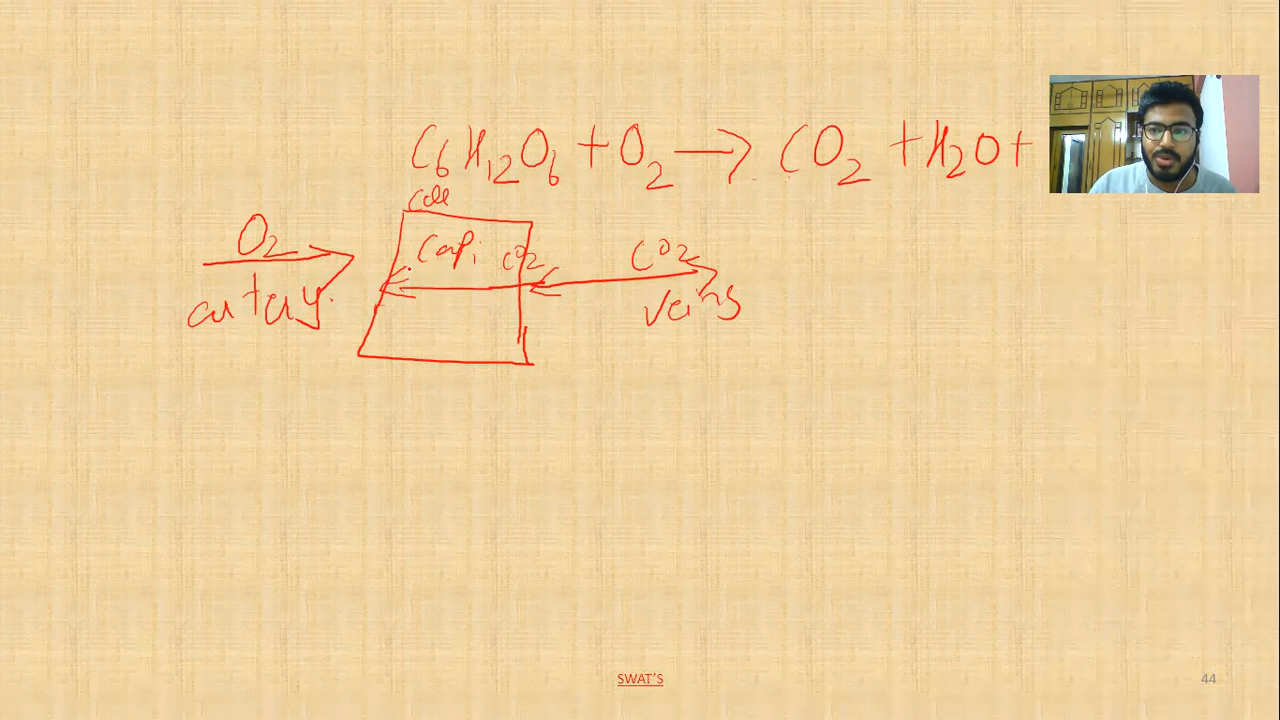 C6H12O6 + O2 → CO2 + H2O +
Cell
O2
Capi
CO2
CO2
artery
Veins
SWAT'S
44